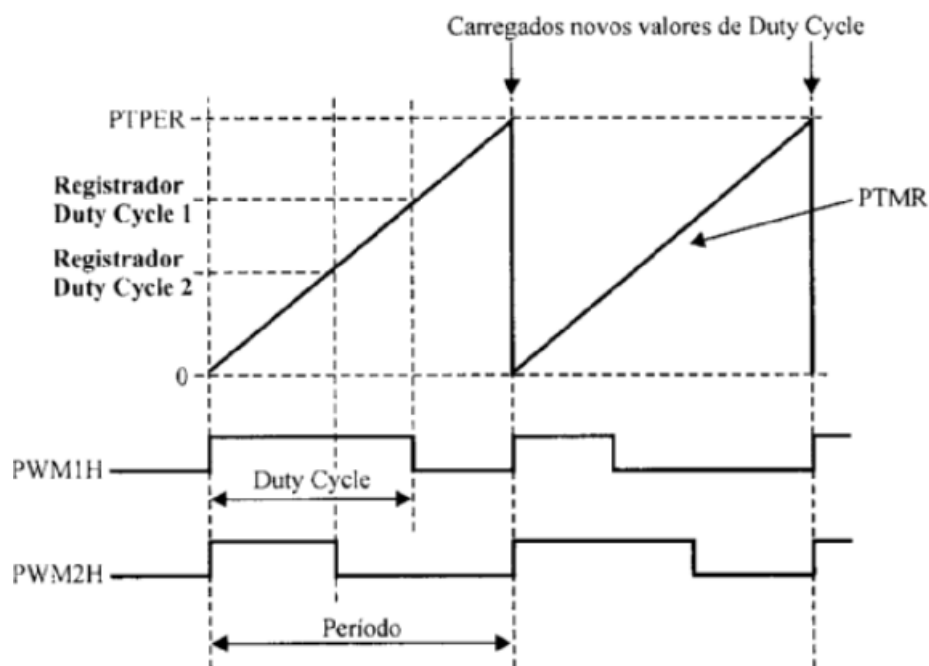 Carregados novos valores de Duty Cycle
PTPER
Registrador
Duty Cycle 1
PTMR
Registrador
Duty Cycle 2
0
PWM1H
Duty Cycle
PWM2H
Período